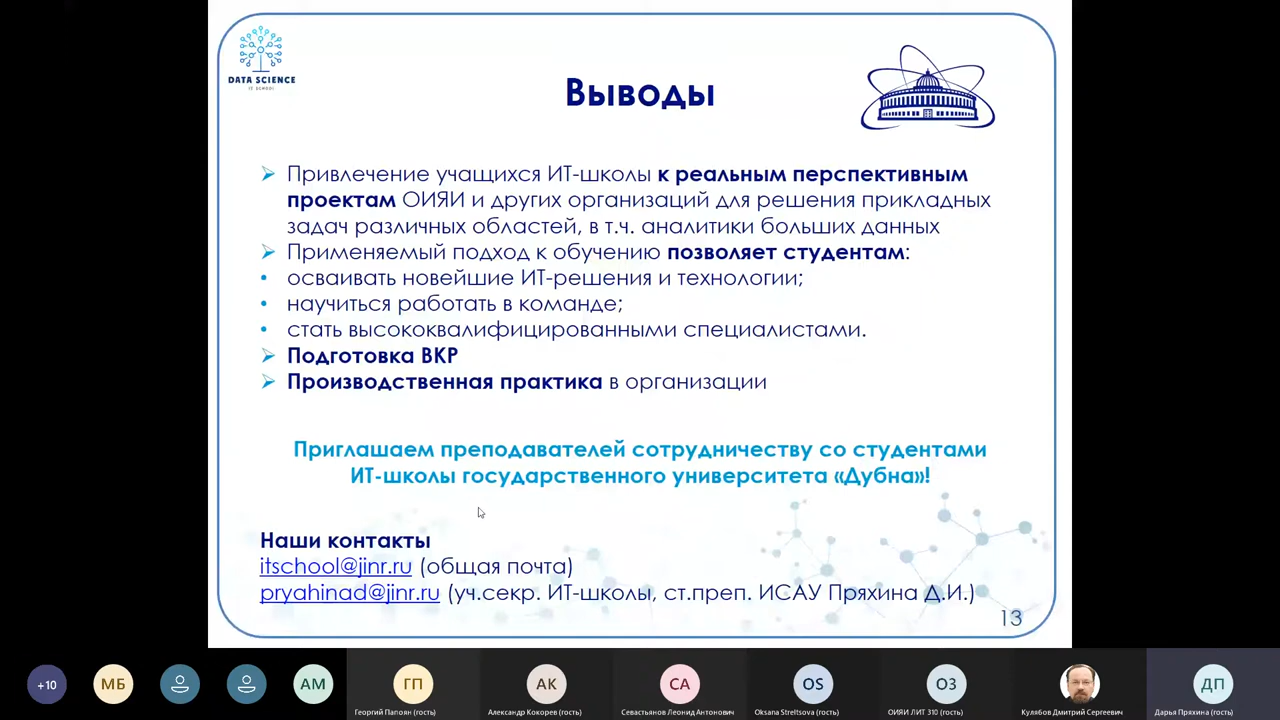 DATA SCIENCE
IT SCHOOL
Выводы
Привлечение учащихся ИТ-школы к реальным перспективным
проектам ОИЯИ и других организаций для решения прикладных
задач различных областей, в т.ч. аналитики больших данных
Применяемый подход к обучению позволяет студентам:
осваивать новейшие ИТ-решения и технологии;
научиться работать в команде;
стать высококвалифицированными специалистами.
Подготовка ВКР
Производственная практика в организации
Приглашаем преподавателей сотрудничеству со студентами
ИТ-школы государственного университета «Дубна»!
Наши контакты
itschool@jinr.ru (общая почта)
pryahinad@jinr.ru (уч.секр. ИТ-школы, ст.преп. ИСАУ Пряхина Д.И.)
13
+10 МБ АМ ГП АК СА OS ОЗ ДП
Георгий Папоян (гость) Александр Кокорев (гость) Севастьянов Леонид Антонович Oksana Streltsova (гость) ОИЯИ ЛИТ 310 (гость) Кулябов Дмитрий Сергеевич Дарья Пряхина (гость)